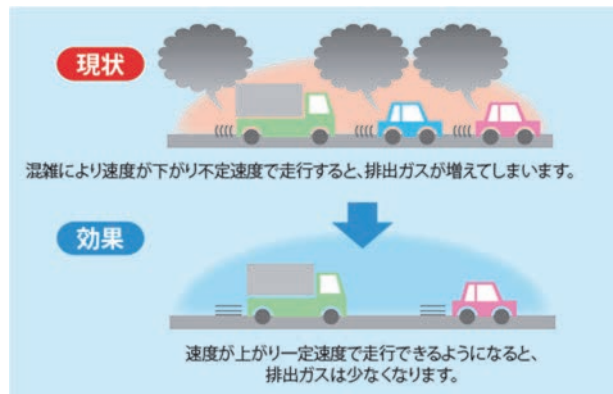 現状
混雑により速度が下がり不定速度で走行すると、排出ガスが増えてしまいます。
効果
速度が上がり一定速度で走行できるようになると、
排出ガスは少なくなります。